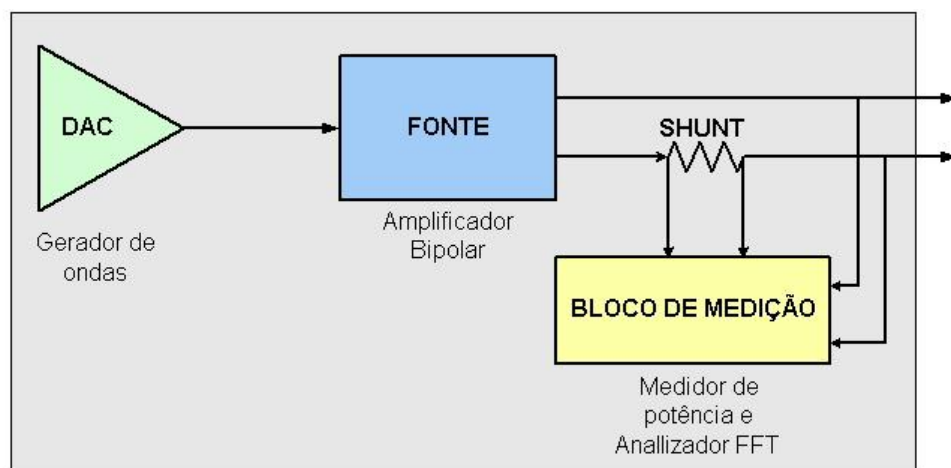 DAC
FONTE
SHUNT
Gerador de
ondas
Amplificador
Bipolar
BLOCO DE MEDIÇÃO
Medidor de
potência e
Anallizador FFT